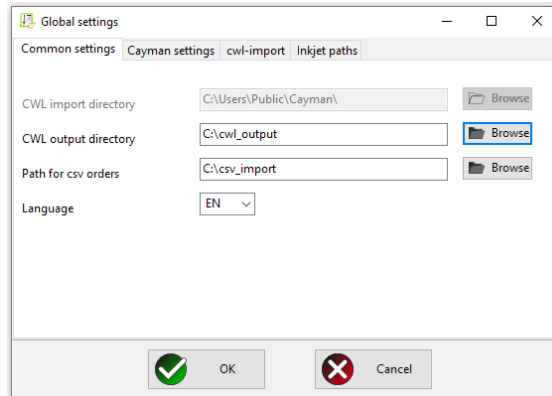 Global settings
Common settings Cayman settings cwl-import Inkjet paths
CWL import directory C:\Users\Public\Cayman\ Browse
CWL output directory C:\cwl_output Browse
Path for csv orders C:\csv_import Browse
Language EN
OK Cancel